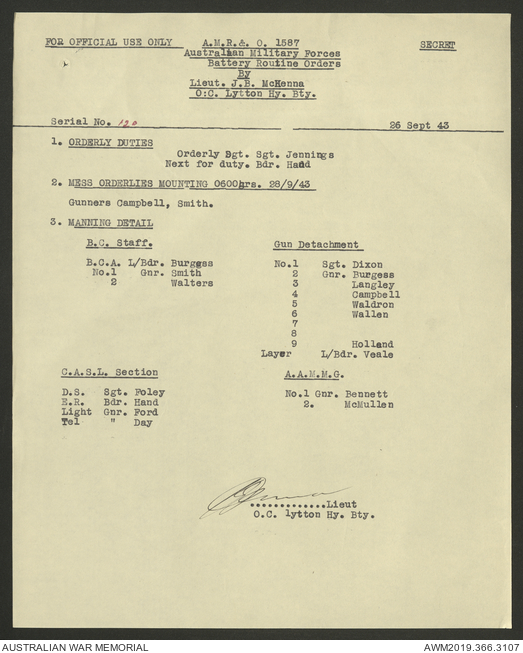 FOR OFFICIAL USE ONLY A.M.R.& O. 1587 SECRET
Australian Military Forces
Battery Routine Orders
By
Lieut. J.B. McKenna
O:C. Lytton Hy. Bty.
Serial No. 120 26 Sept 43
1. ORDERLY DUTIES
Orderly Sgt. Sgt. Jennings
Next for duty. Bdr. Hand
2. MESS ORDERLIES MOUNTING 0600hrs. 28/9/43
Gunners Campbell, Smith.
3. MANNING DETAIL
B.C. Staff.
B.C.A. L/Bdr. Burgess
No.1 Gnr. Smith
2 Walters
Gun Detachment
No.1 Sgt. Dixon
2 Gnr. Burgess
3 Langley
4 Campbell
5 Waldron
6 Wallen
7
8
9 Holland
Layer L/Bdr. Veale
C.A.S.L. Section
D.S. Sgt. Foley
E.R. Bdr. Hand
Light Gnr. Ford
Tel " Day
A.A.M.M.G.
No.1 Gnr. Bennett
2. McMullen
.............Lieut
O.C. lytton Hy. Bty.
AUSTRALIAN WAR MEMORIAL AWM2019.366.3107